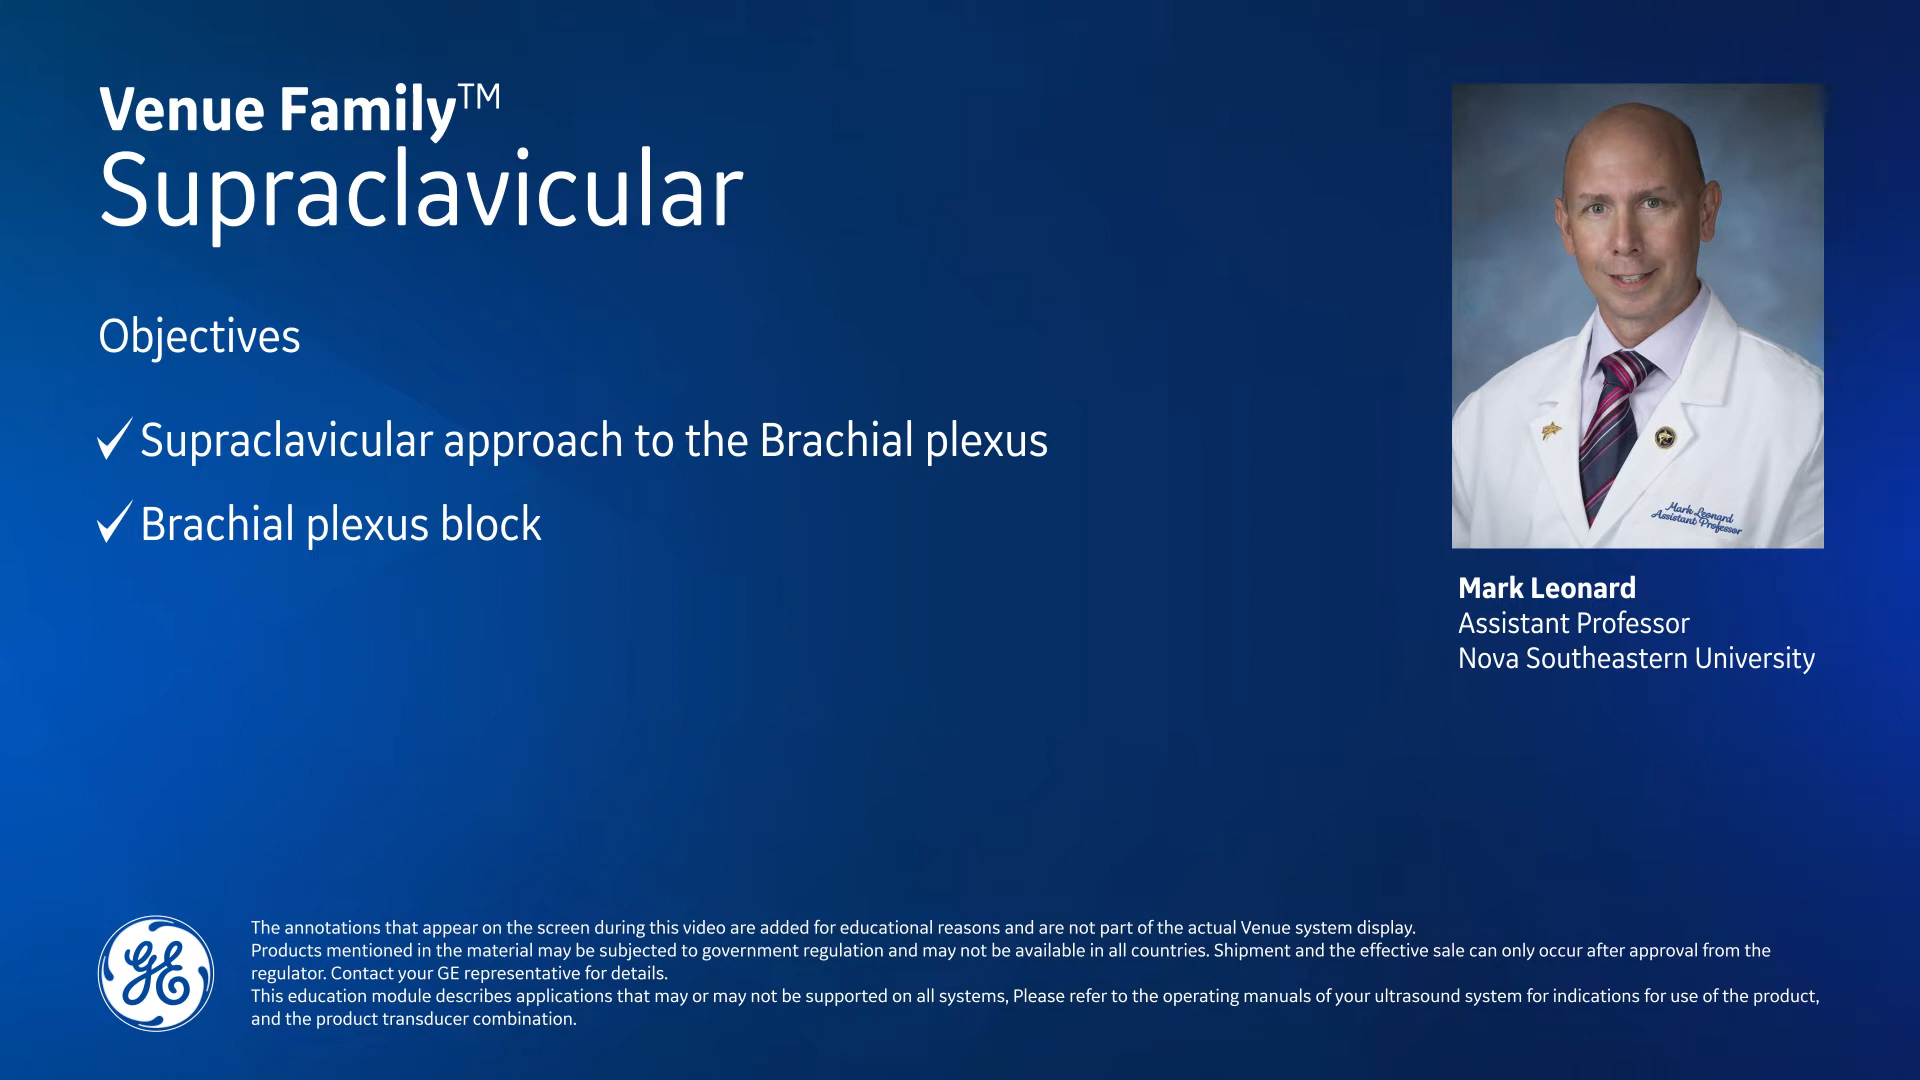 Venue Family™
Supraclavicular
Objectives
✓ Supraclavicular approach to the Brachial plexus
✓ Brachial plexus block
Mark Leonard
Assistant Professor
Mark Leonard
Assistant Professor
Nova Southeastern University
GE
The annotations that appear on the screen during this video are added for educational reasons and are not part of the actual Venue system display.
Products mentioned in the material may be subjected to government regulation and may not be available in all countries. Shipment and the effective sale can only occur after approval from the
regulator. Contact your GE representative for details.
This education module describes applications that may or may not be supported on all systems, Please refer to the operating manuals of your ultrasound system for indications for use of the product,
and the product transducer combination.